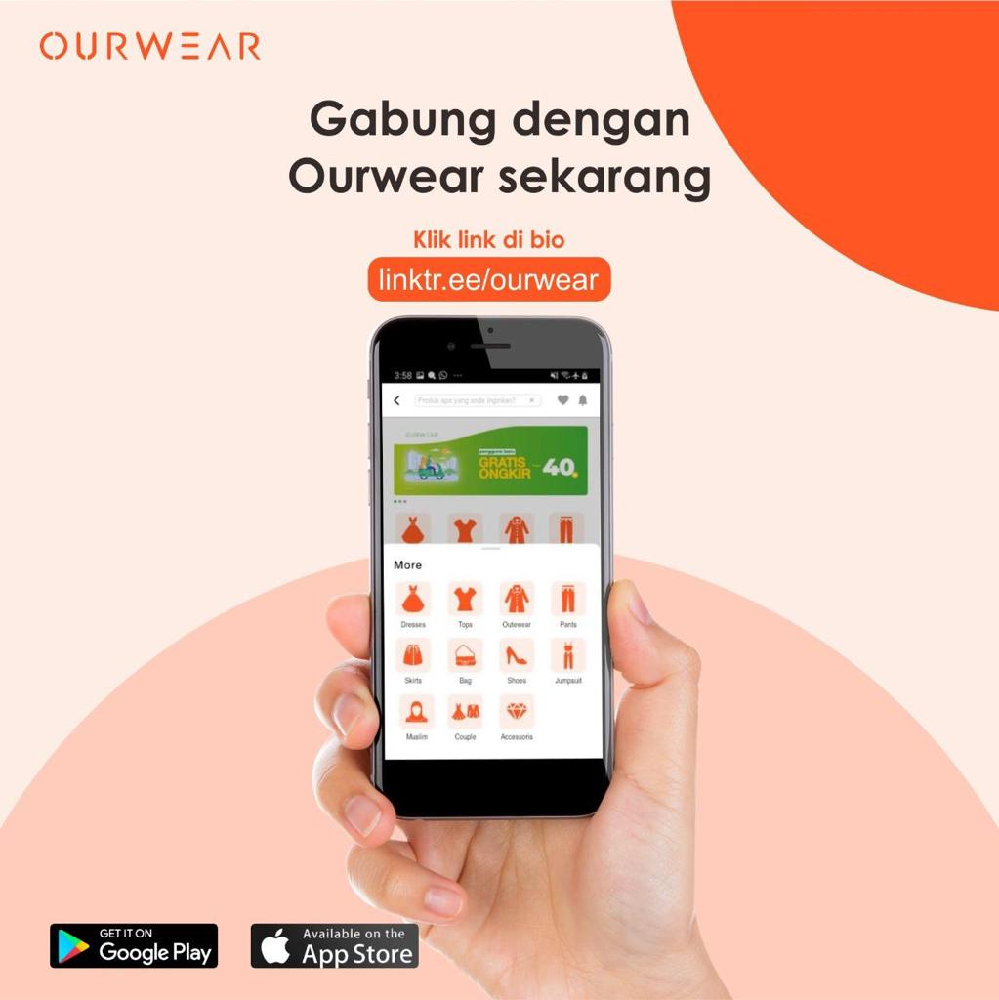 OURWEAR
Gabung dengan
Ourwear sekarang
Klik link di bio
linktr.ee/ourwear
3:58
Produk apa yang anda inginkan?
OURWEAR
pengguna baru
GRATIS
ONGKIR
40
More
Dresses Tops Outewear Pants
Skirts Bag Shoes Jumpsuit
Muslim Couple Accessoris
GET IT ON
Google Play
Available on the
App Store